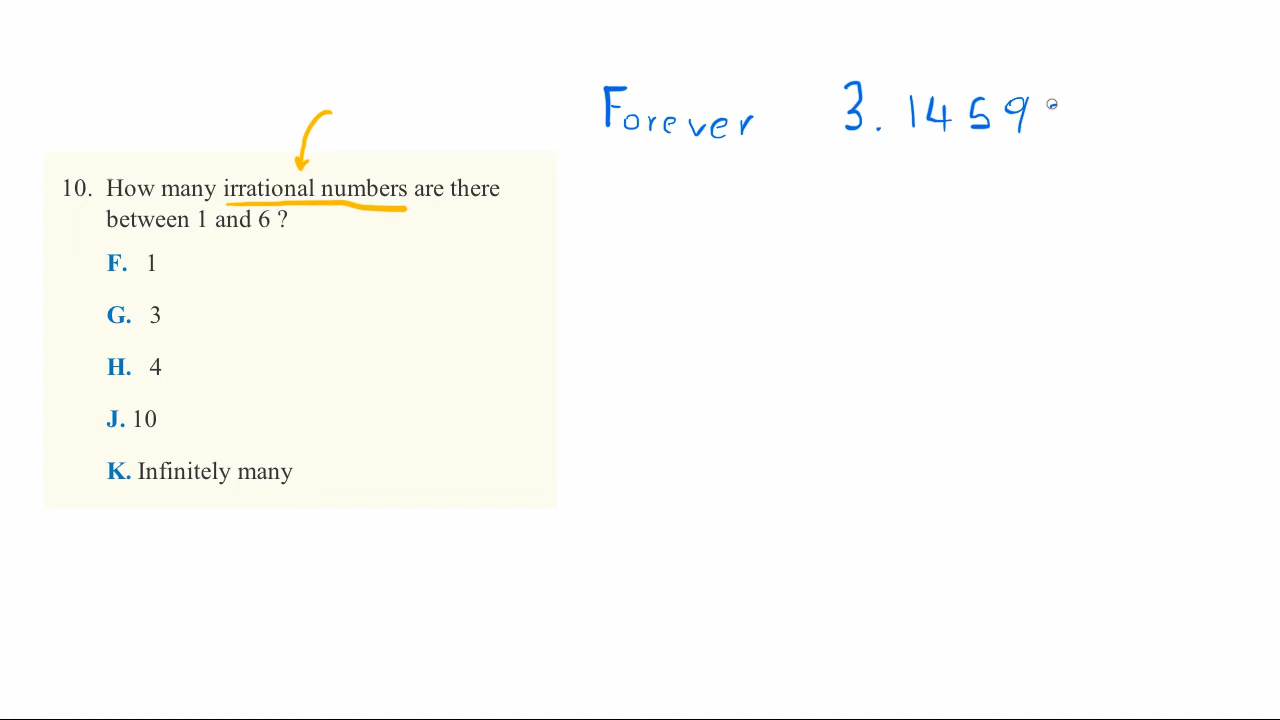 Forever 3.1459
10. How many irrational numbers are there
between 1 and 6 ?
F. 1
G. 3
H. 4
J. 10
K. Infinitely many